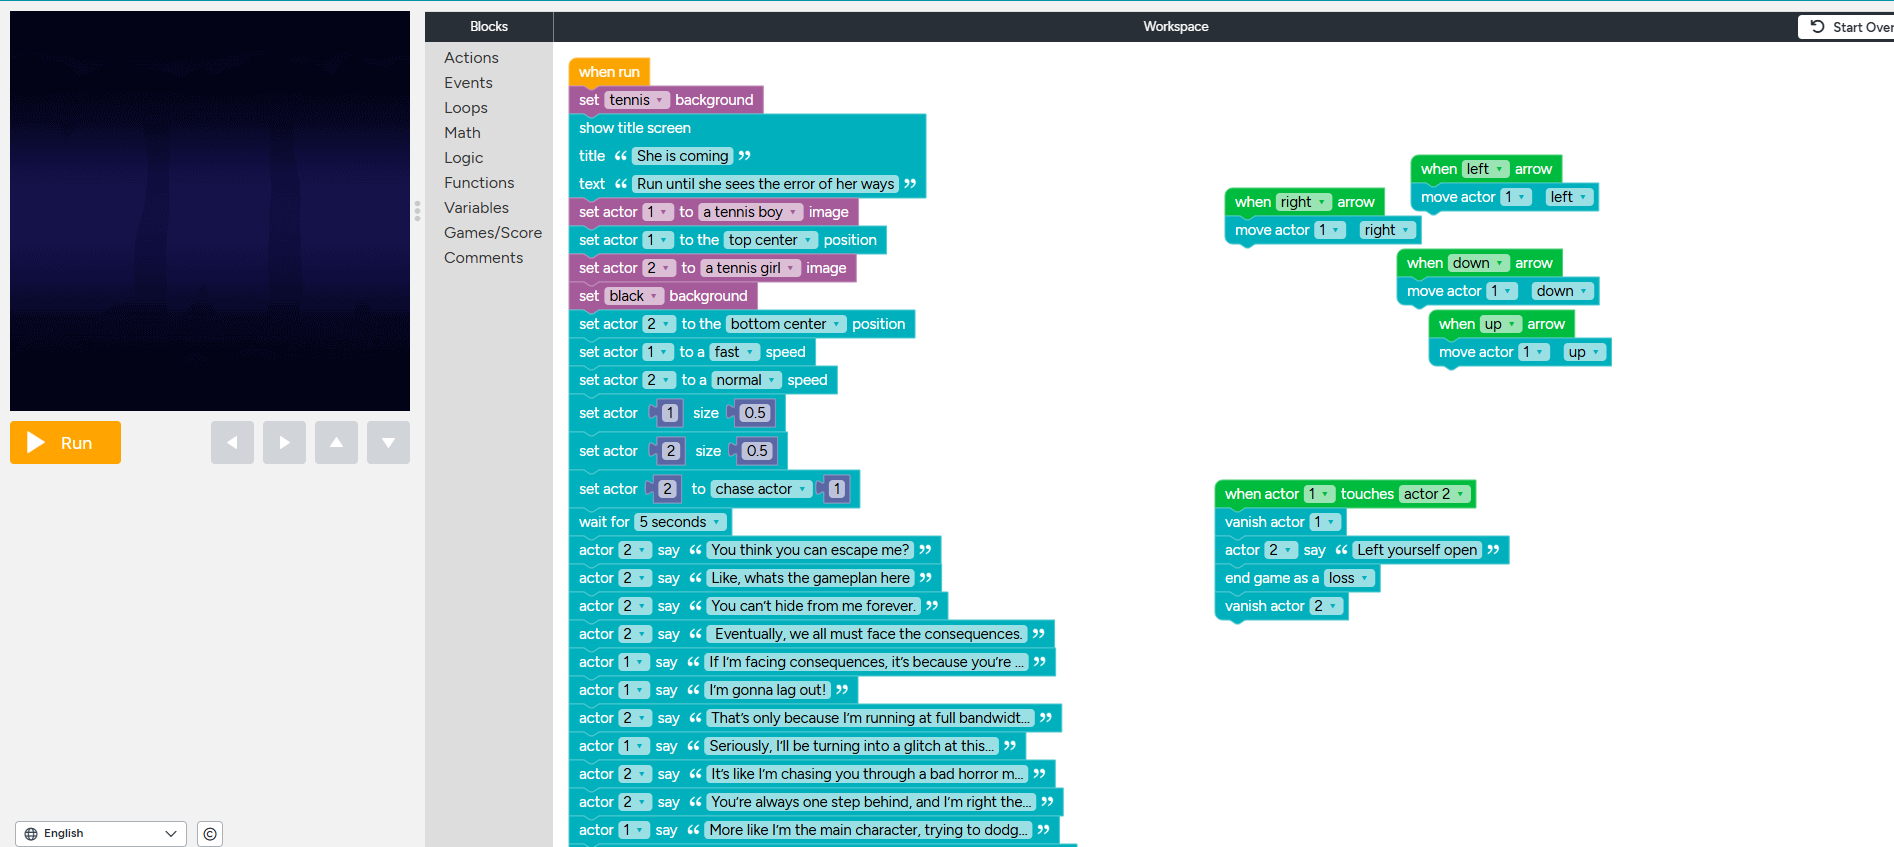 Blocks
Workspace
Start Over
Actions
Events
Loops
Math
Logic
Functions
Variables
Games/Score
Comments
when run
set tennis background
show title screen
title “ She is coming ”
text “ Run until she sees the error of her ways ”
set actor 1 to a tennis boy image
set actor 1 to the top center position
set actor 2 to a tennis girl image
set black background
set actor 2 to the bottom center position
set actor 1 to a fast speed
set actor 2 to a normal speed
set actor 1 size 0.5
set actor 2 size 0.5
set actor 2 to chase actor 1
wait for 5 seconds
actor 2 say “ You think you can escape me? ”
actor 2 say “ Like, whats the gameplan here ”
actor 2 say “ You can't hide from me forever. ”
actor 2 say “ Eventually, we all must face the consequences. ”
actor 1 say “ If I'm facing consequences, it's because you're ... ”
actor 1 say “ I'm gonna lag out! ”
actor 2 say “ That's only because I'm running at full bandwidt... ”
actor 1 say “ Seriously, I'll be turning into a glitch at this... ”
actor 2 say “ It's like I'm chasing you through a bad horror m... ”
actor 2 say “ You're always one step behind, and I'm right the... ”
actor 1 say “ More like I'm the main character, trying to dodg... ”
when left arrow
move actor 1 left
when right arrow
move actor 1 right
when down arrow
move actor 1 down
when up arrow
move actor 1 up
when actor 1 touches actor 2
vanish actor 1
actor 2 say “ Left yourself open ”
end game as a loss
vanish actor 2
Run
English
©